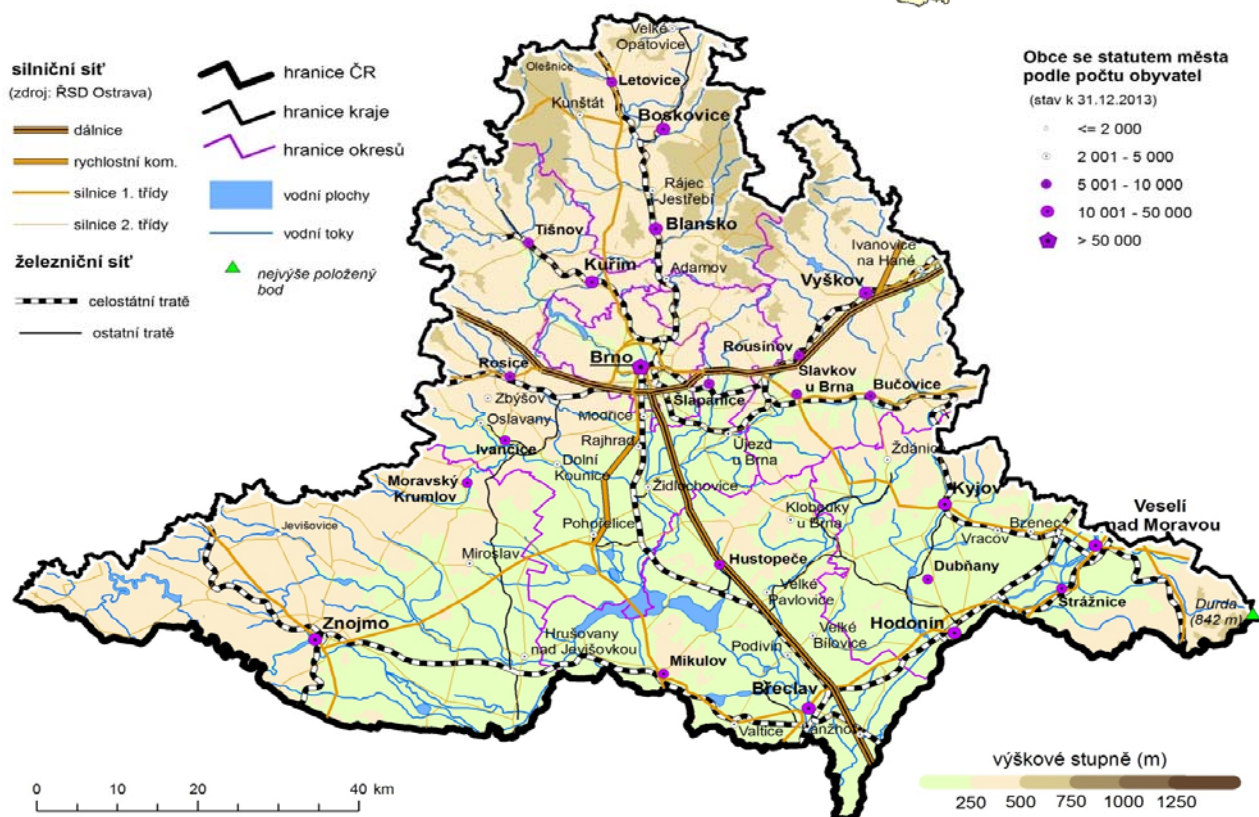 silniční síť
(zdroj: ŘSD Ostrava)
dálnice
rychlostní kom.
silnice 1. třídy
silnice 2. třídy
železniční síť
celostátní tratě
ostatní tratě
hranice ČR
hranice kraje
hranice okresů
vodní plochy
vodní toky
nejvýše položený
bod
Obce se statutem města
podle počtu obyvatel
(stav k 31.12.2013)
<= 2 000
2 001 - 5 000
5 001 - 10 000
10 001 - 50 000
> 50 000
Velké
Opatovice
Olešnice
Letovice
Kunštát
Boskovice
Rájec
-Jestřebí
Blansko
Tišnov
Kuřim
Adamov
Ivanovice
na Hané
Vyškov
Rousínov
Brno
Rosice
Slavkov
u Brna
Bučovice
Šlapanice
Zbýšov
Oslavany
Modřice
Ivančice
Rajhrad
Újezd
u Brna
Ždánice
Dolní
Kounice
Moravský
Krumlov
Židlochovice
Klobouky
u Brna
Kyjov
Veselí
nad Moravou
Jevišovice
Pohořelice
Vracov
Bzenec
Miroslav
Hustopeče
Dubňany
Velké
Pavlovice
Strážnice
Durda
(842 m)
Znojmo
Hrušovany
nad Jevišovkou
Velké
Bílovice
Hodonín
Podivín
Mikulov
Břeclav
Valtice
Lanžhot
0 10 20 40 km
výškové stupně (m)
250 500 750 1000 1250